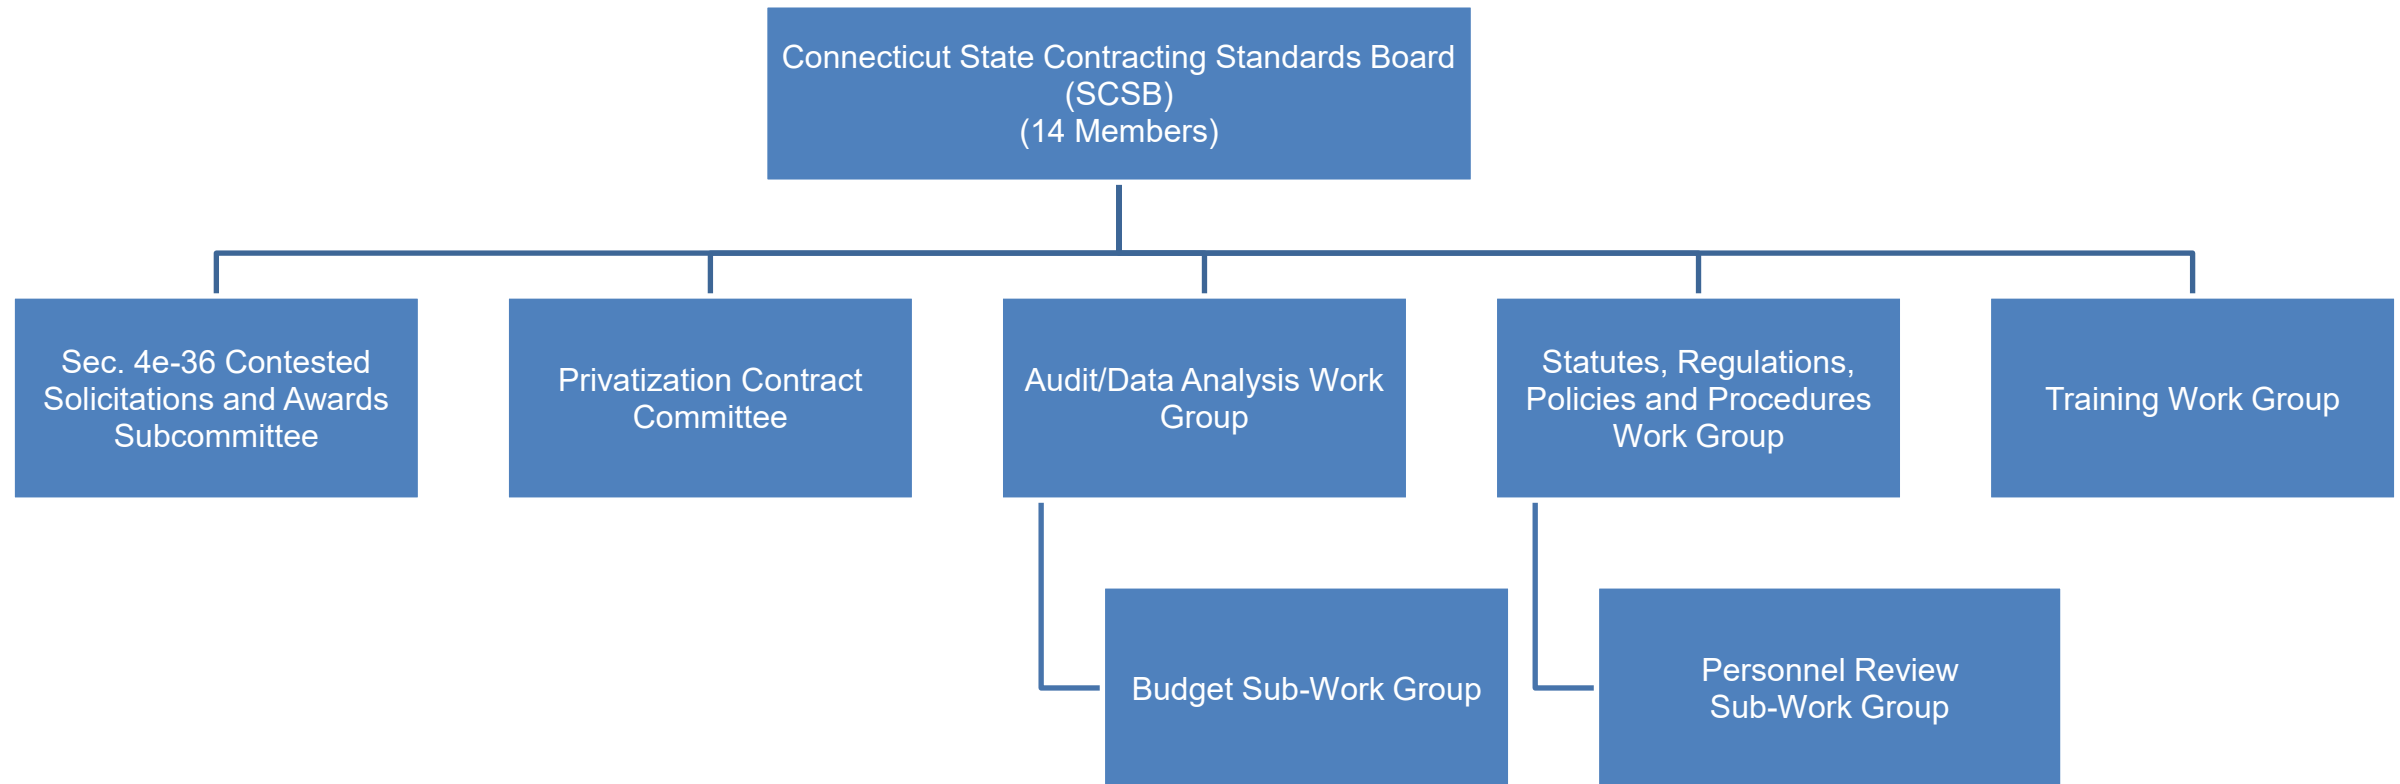 Connecticut State Contracting Standards Board
(SCSB)
(14 Members)
Sec. 4e-36 Contested
Solicitations and Awards
Subcommittee
Privatization Contract
Committee
Audit/Data Analysis Work
Group
Statutes, Regulations,
Policies and Procedures
Work Group
Training Work Group
Budget Sub-Work Group
Personnel Review
Sub-Work Group